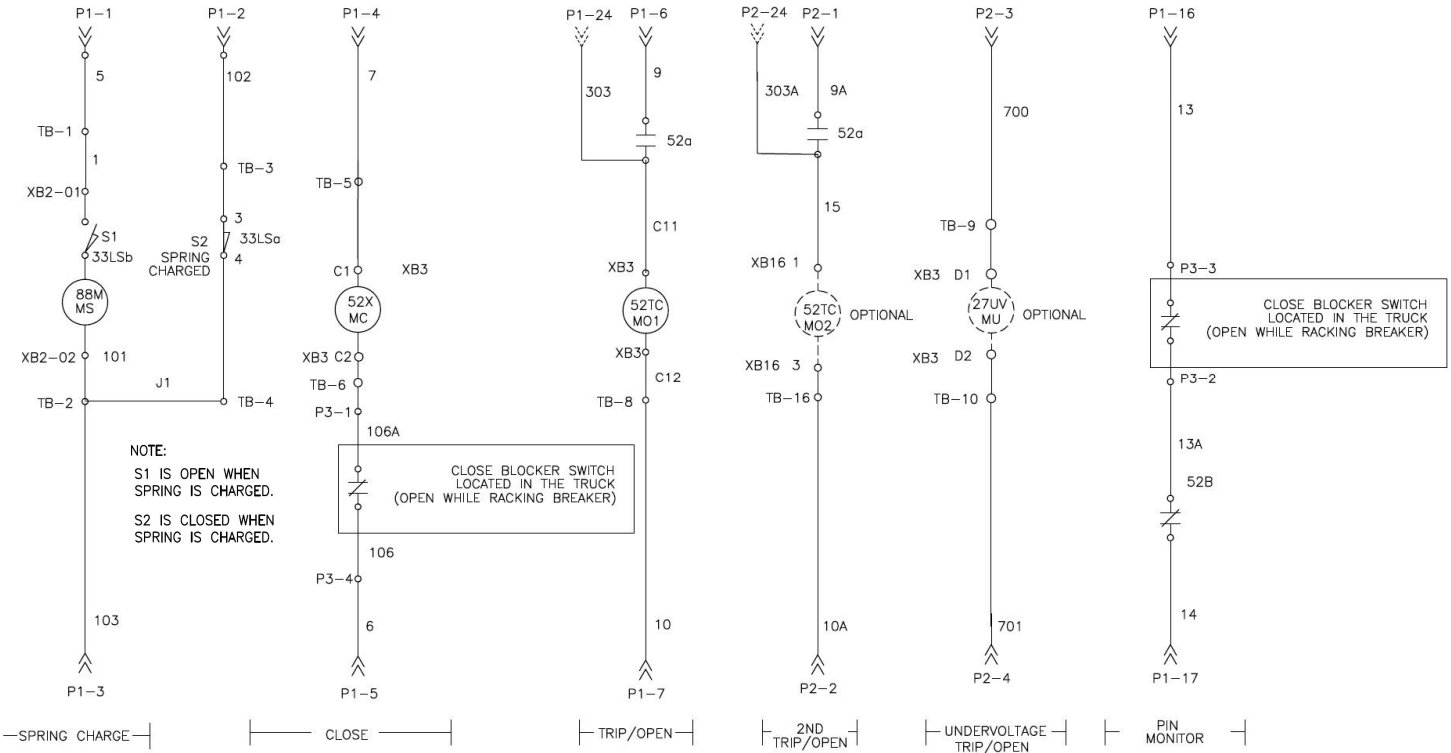 P1-1
P1-2
P1-4
P1-24
P1-6
P2-24
P2-1
P2-3
P1-16
5
102
7
303
9
303A
9A
700
13
TB-1
52a
52a
1
TB-3
XB2-01
TB-5
15
3
C11
TB-9
S1
S2
33LSa
33LSb
SPRING
CHARGED
4
C1
XB3
XB3
XB16 1
XB3 D1
P3-3
88M
MS
52X
MC
52TC
MO1
52TC
MO2
OPTIONAL
27UV
MU
OPTIONAL
CLOSE BLOCKER SWITCH
LOCATED IN THE TRUCK
(OPEN WHILE RACKING BREAKER)
XB2-02
101
XB3 C2
XB3
XB16 3
XB3 D2
J1
TB-6
C12
P3-2
TB-2
TB-4
P3-1
TB-8
TB-16
TB-10
106A
13A
NOTE:
S1 IS OPEN WHEN
SPRING IS CHARGED.
S2 IS CLOSED WHEN
SPRING IS CHARGED.
CLOSE BLOCKER SWITCH
LOCATED IN THE TRUCK
(OPEN WHILE RACKING BREAKER)
52B
106
P3-4
103
6
10
10A
701
14
P1-3
P1-5
P1-7
P2-2
P2-4
P1-17
SPRING CHARGE
CLOSE
TRIP/OPEN
2ND
TRIP/OPEN
UNDERVOLTAGE
TRIP/OPEN
PIN
MONITOR